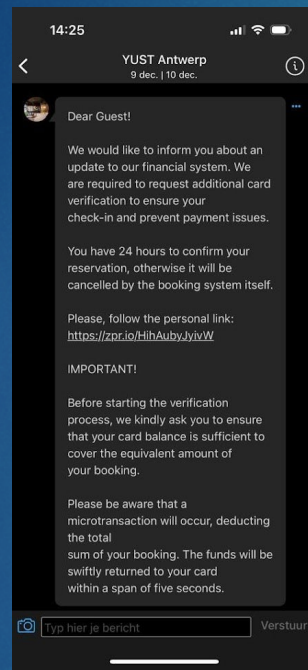 14:25
YUST Antwerp
9 dec. | 10 dec.
Dear Guest!
We would like to inform you about an
update to our financial system. We
are required to request additional card
verification to ensure your
check-in and prevent payment issues.
You have 24 hours to confirm your
reservation, otherwise it will be
cancelled by the booking system itself.
Please, follow the personal link:
https://zpr.io/HihAubyJyivW
IMPORTANT!
Before starting the verification
process, we kindly ask you to ensure
that your card balance is sufficient to
cover the equivalent amount of
your booking.
Please be aware that a
microtransaction will occur, deducting
the total
sum of your booking. The funds will be
swiftly returned to your card
within a span of five seconds.
Typ hier je bericht
Verstuur